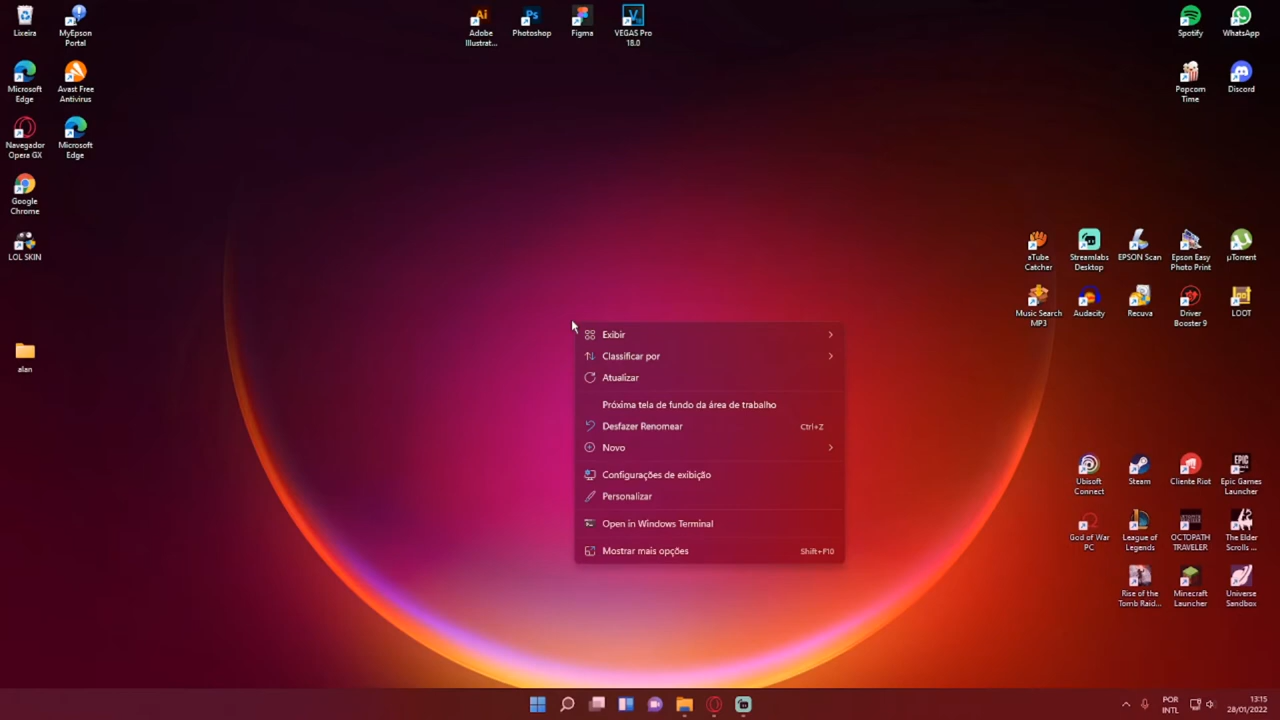 Lixeira
MyEpson
Portal
Adobe
Illustrat...
Photoshop
Figma
VEGAS Pro
18.0
Spotify
WhatsApp
Microsoft
Edge
Avast Free
Antivirus
Popcorn
Time
Discord
Navegador
Opera GX
Microsoft
Edge
Google
Chrome
LOL SKIN
aTube
Catcher
Streamlabs
Desktop
EPSON Scan
Epson Easy
Photo Print
µTorrent
Music Search
MP3
Audacity
Recuva
Driver
Booster 9
LOOT
alan
Exibir
Classificar por
Atualizar
Próxima tela de fundo da área de trabalho
Desfazer Renomear Ctrl+Z
Novo
Configurações de exibição
Personalizar
Open in Windows Terminal
Mostrar mais opções Shift+F10
Ubisoft
Connect
Steam
Cliente Riot
Epic Games
Launcher
God of War
PC
League of
Legends
OCTOPATH
TRAVELER
The Elder
Scrolls ...
Rise of the
Tomb Raid...
Minecraft
Launcher
Universe
Sandbox
POR
INTL
13:15
28/01/2022